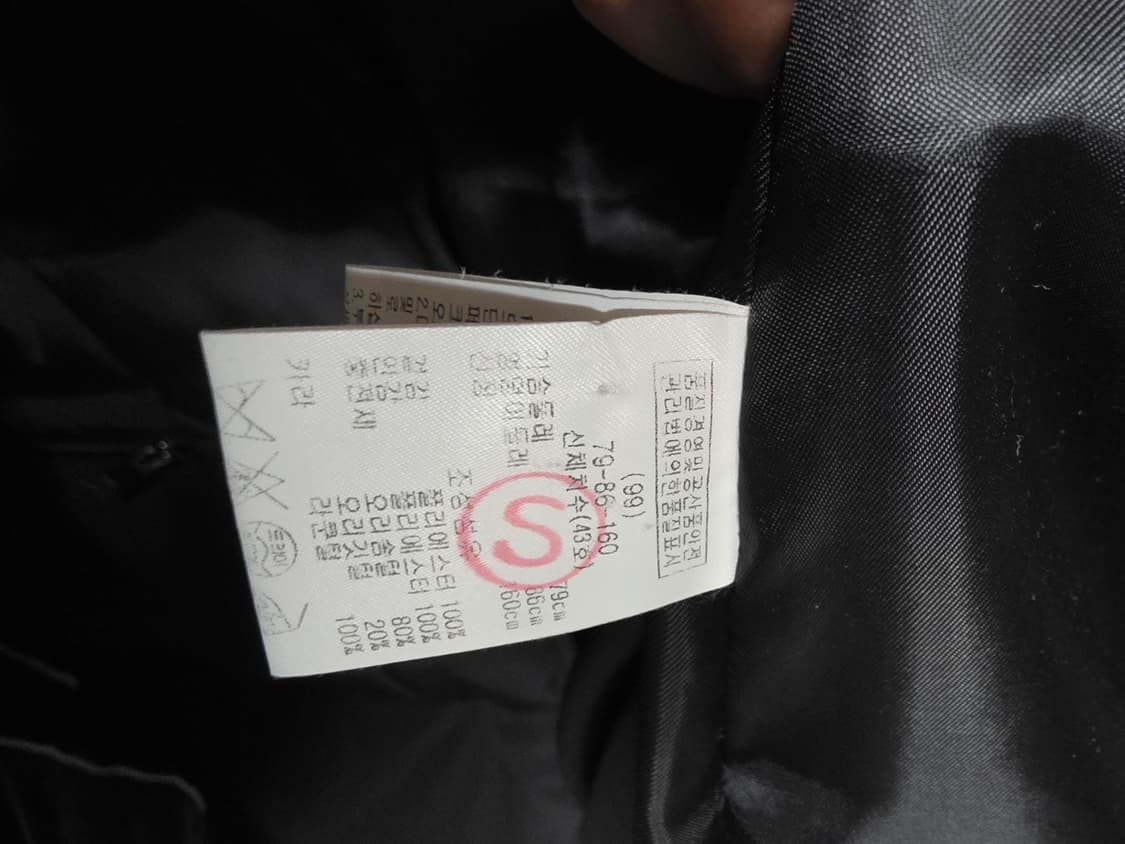 품질경영및공산품안전
관리법에의한품질표시
(99)
79-86-160
신체치수(43호)
가슴둘레 79cm
엉덩이둘레 86cm
신장 160cm
S
조성섬유
겉감 폴리에스터 100%
안감 폴리에스터 100%
충전재 오리솜털 80%
오리깃털 20%
라쿤털 100%
드라이